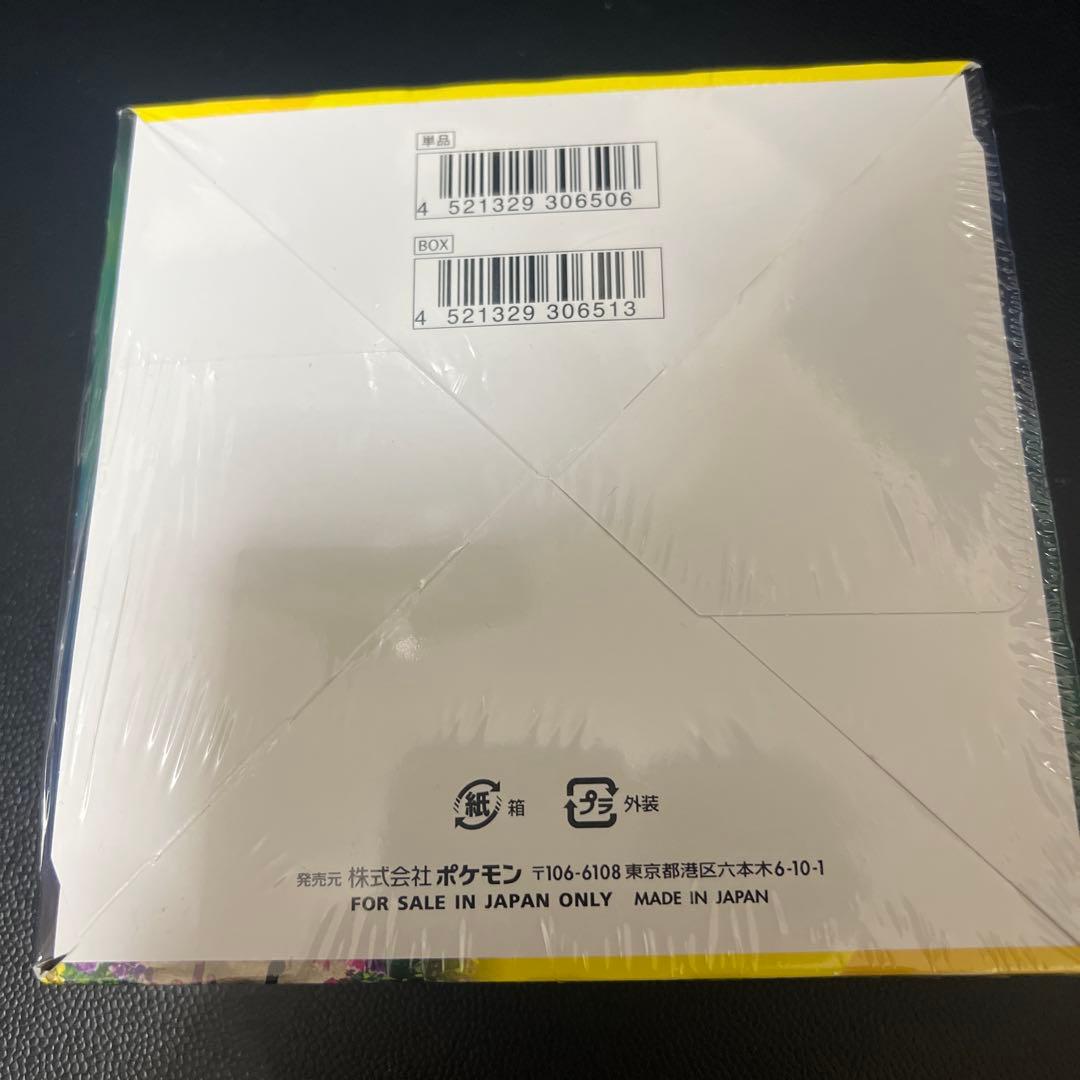 単品
4 521329 306506
BOX
4 521329 306513
紙 箱 プラ 外装
発売元 株式会社 ポケモン 〒106-6108 東京都港区六本木6-10-1
FOR SALE IN JAPAN ONLY MADE IN JAPAN